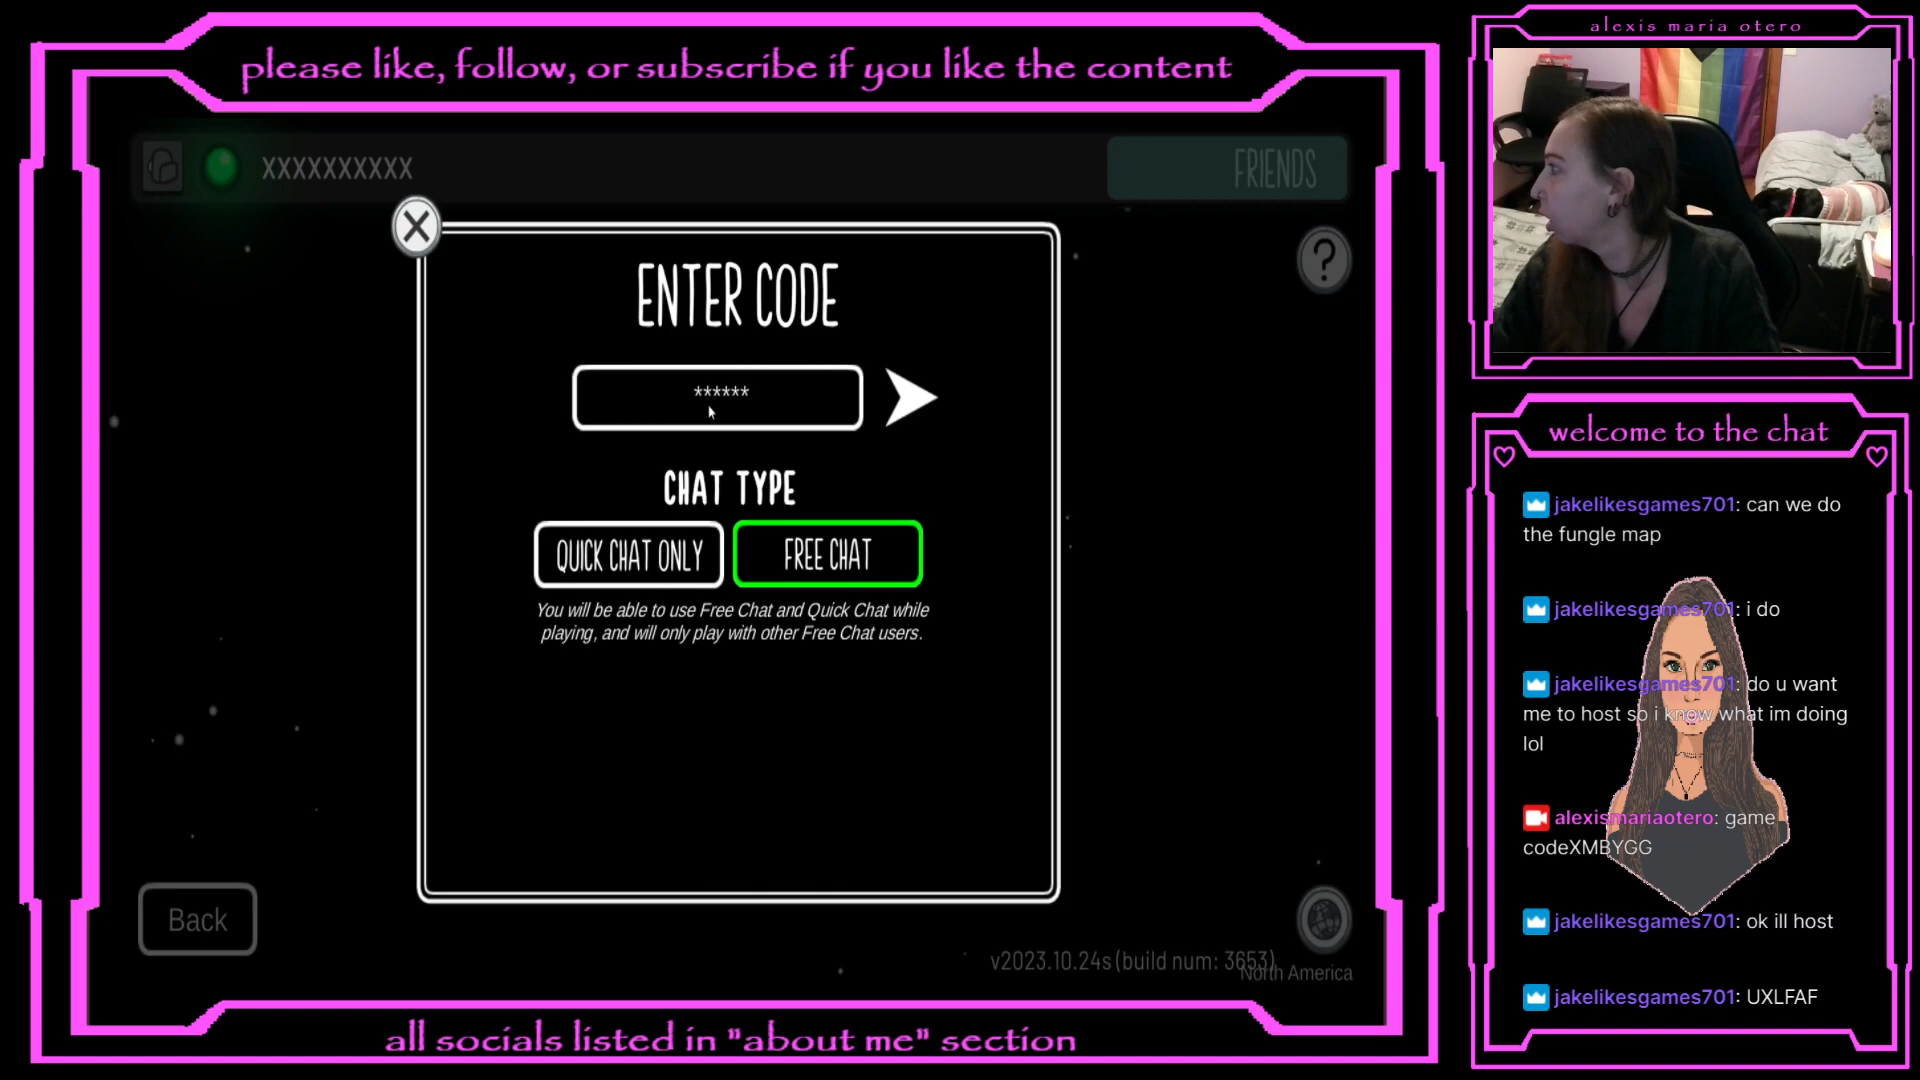 please like, follow, or subscribe if you like the content
alexis maria otero
XXXXXXXXXX
FRIENDS
?
X
ENTER CODE
******
CHAT TYPE
QUICK CHAT ONLY
FREE CHAT
You will be able to use Free Chat and Quick Chat while
playing, and will only play with other Free Chat users.
Back
v2023.10.24s (build num: 3653)
North America
all socials listed in "about me" section
welcome to the chat
jakelikesgames701: can we do
the fungle map
jakelikesgames701: i do
jakelikesgames701: do u want
me to host so i know what im doing
lol
alexismariaotero: game
codeXMBYGG
jakelikesgames701: ok ill host
jakelikesgames701: UXLFAF